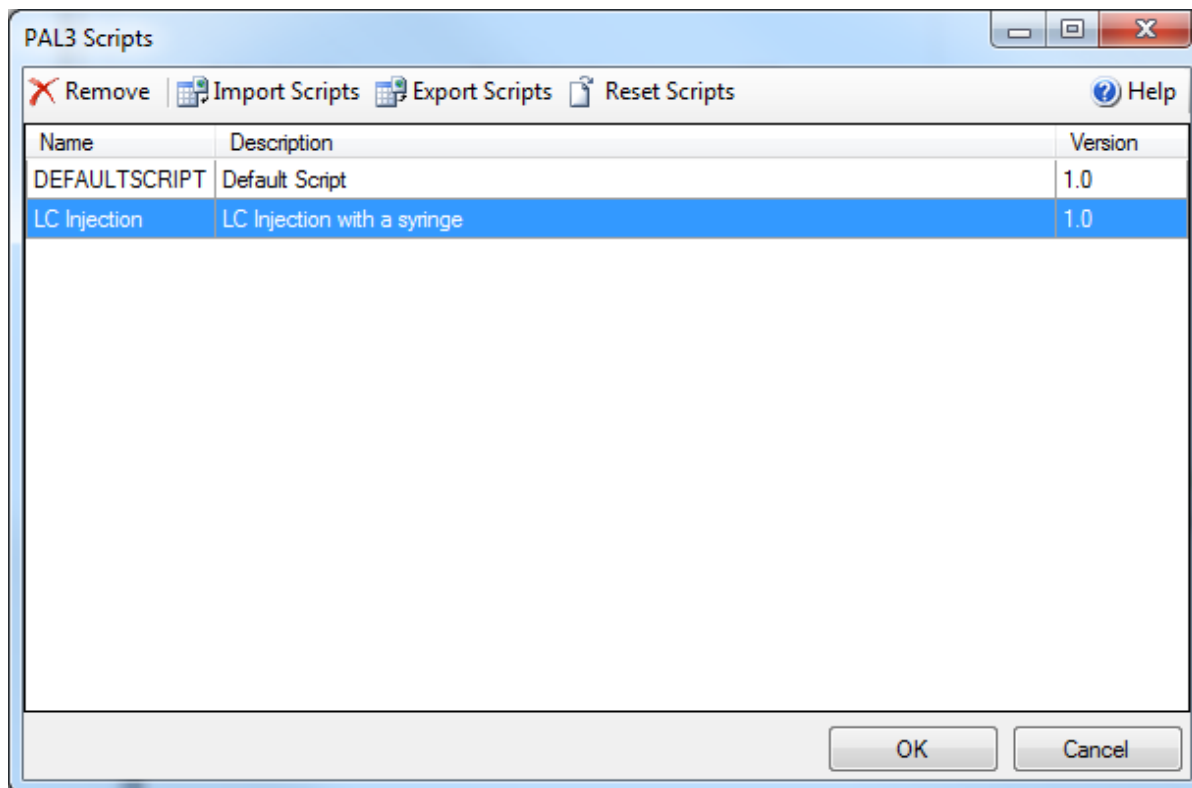 PAL3 Scripts
Remove Import Scripts Export Scripts Reset Scripts Help
Name Description Version
DEFAULTSCRIPT Default Script 1.0
LC Injection LC Injection with a syringe 1.0
OK Cancel